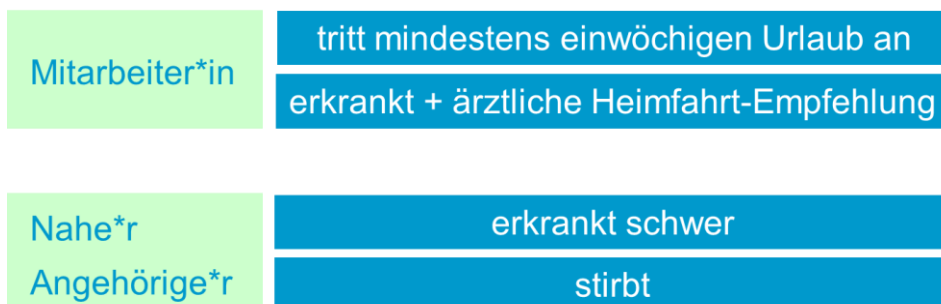 Mitarbeiter*in
tritt mindestens einwöchigen Urlaub an
erkrankt + ärztliche Heimfahrt-Empfehlung
Nahe*r
Angehörige*r
erkrankt schwer
stirbt